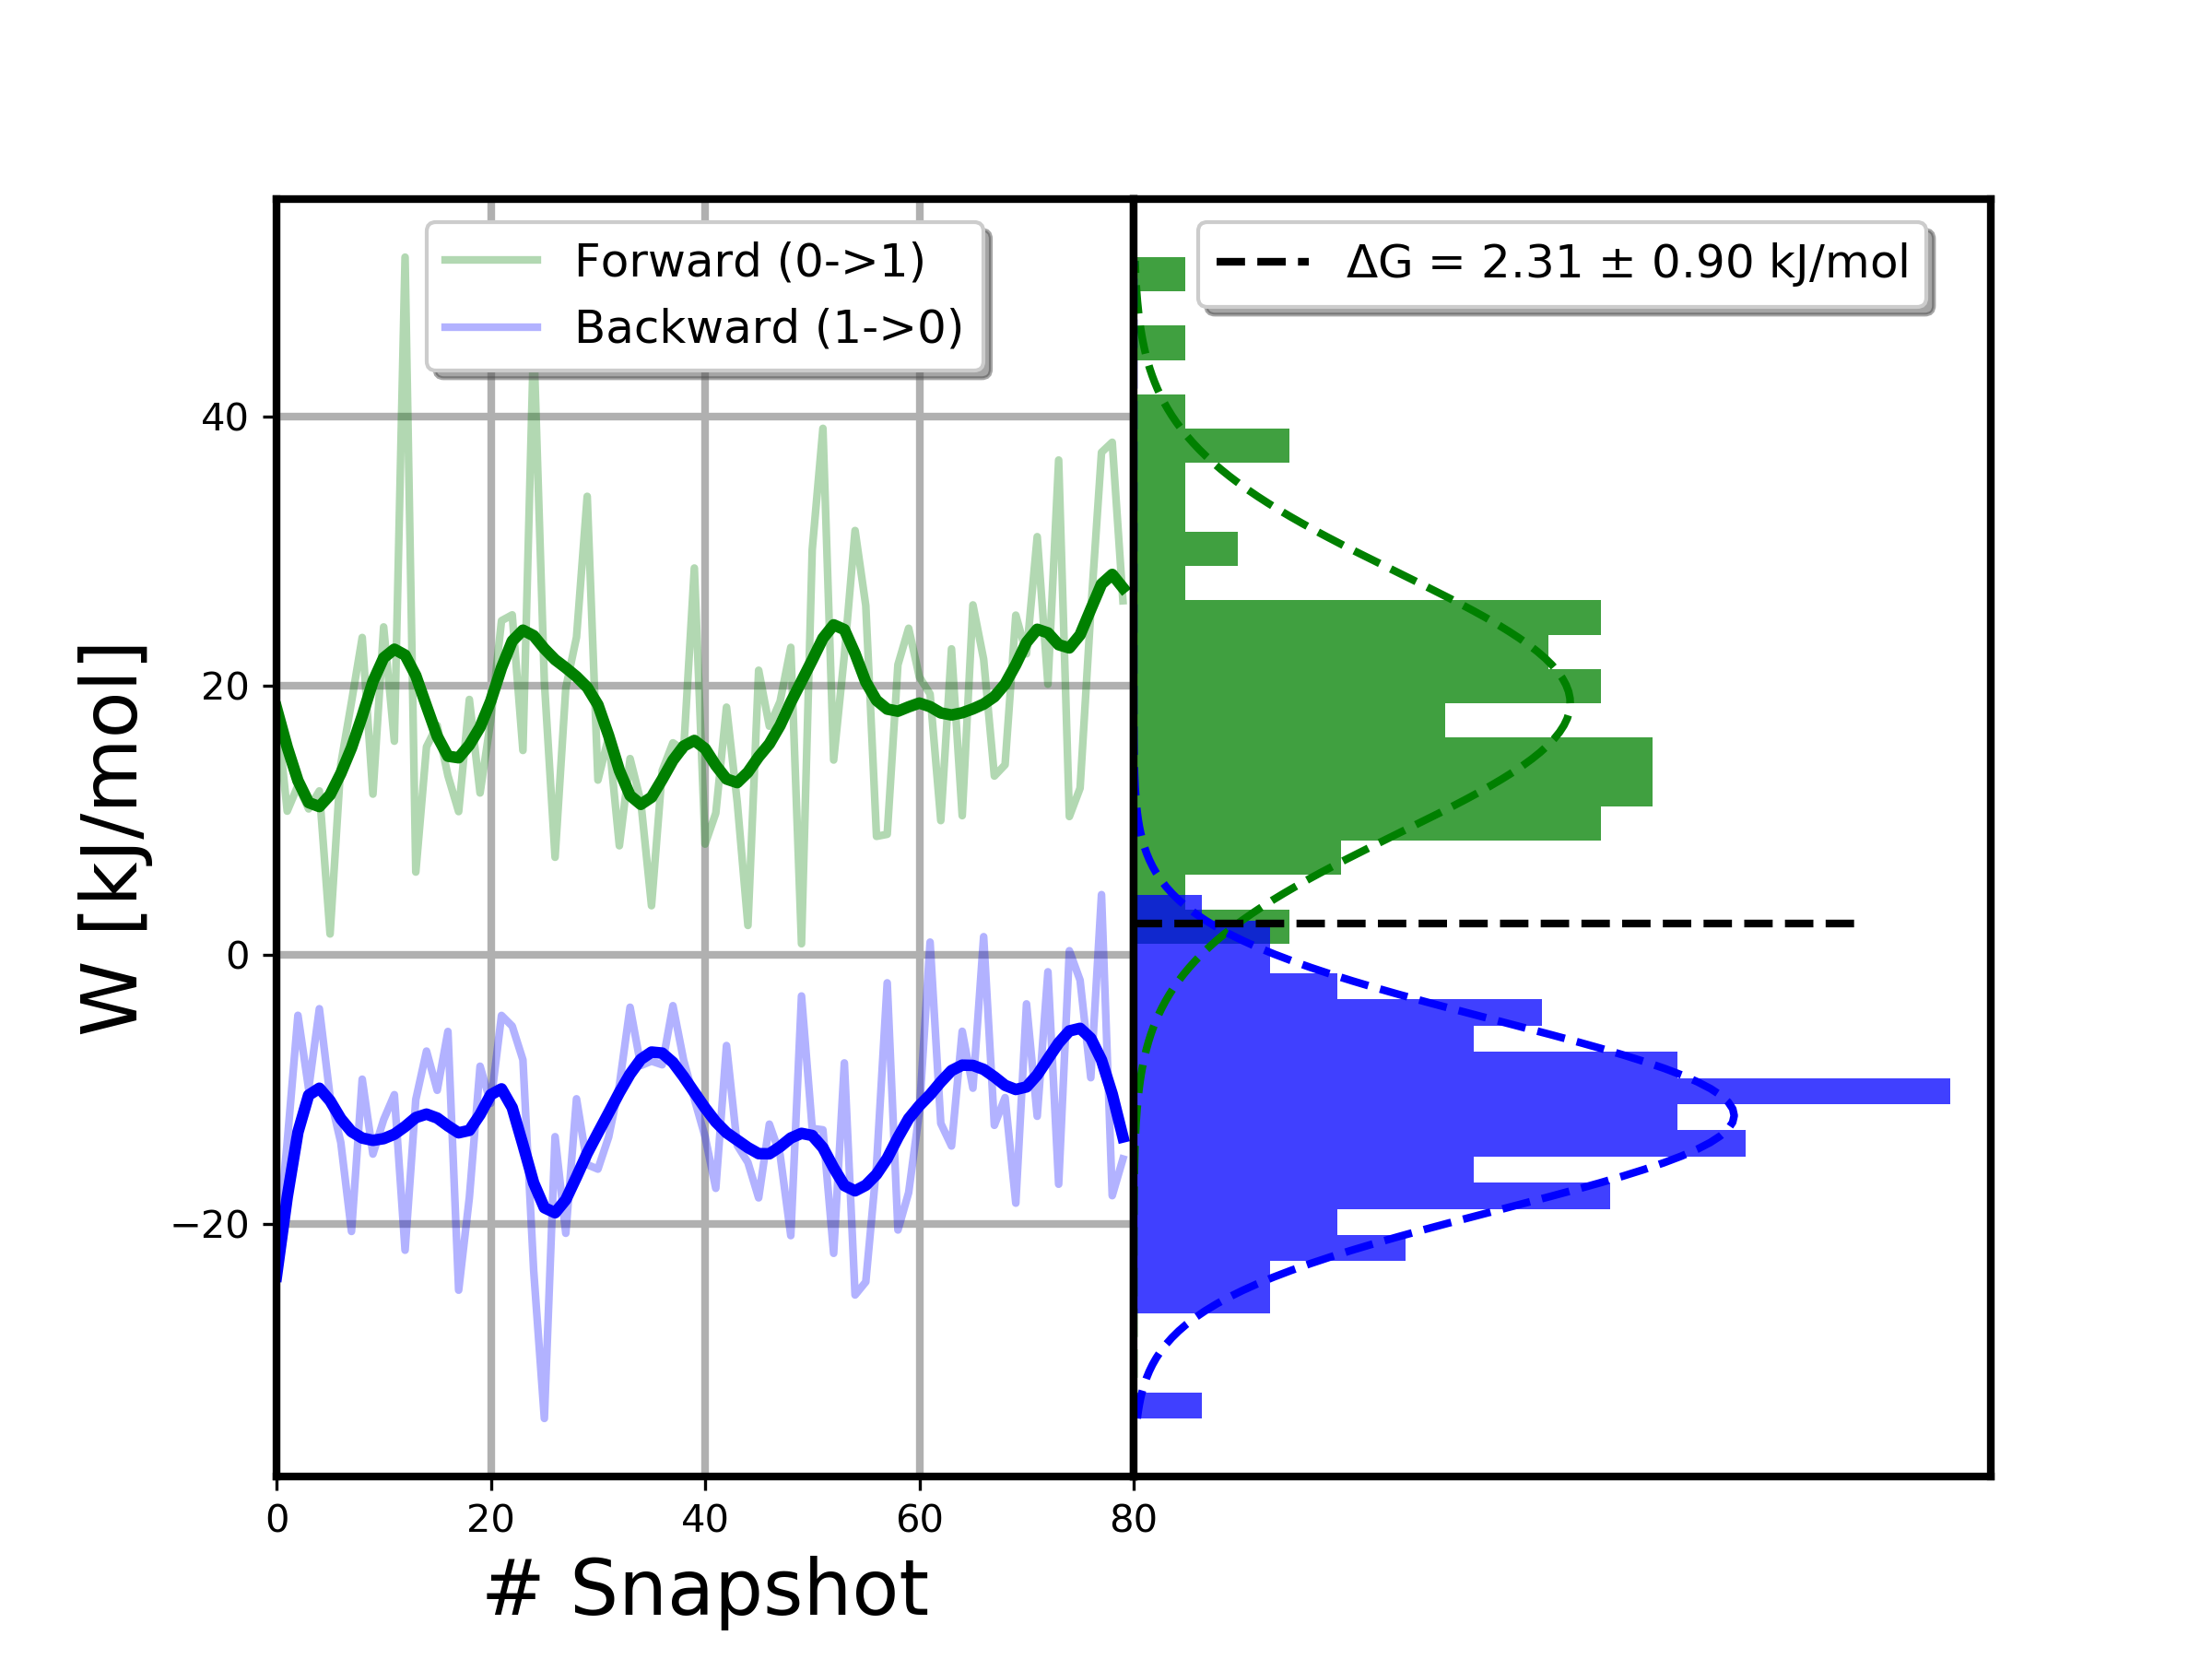 Forward (0->1)
Backward (1->0)
ΔG = 2.31 ± 0.90 kJ/mol
40
20
0
−20
W [kJ/mol]
0 20 40 60 80
# Snapshot